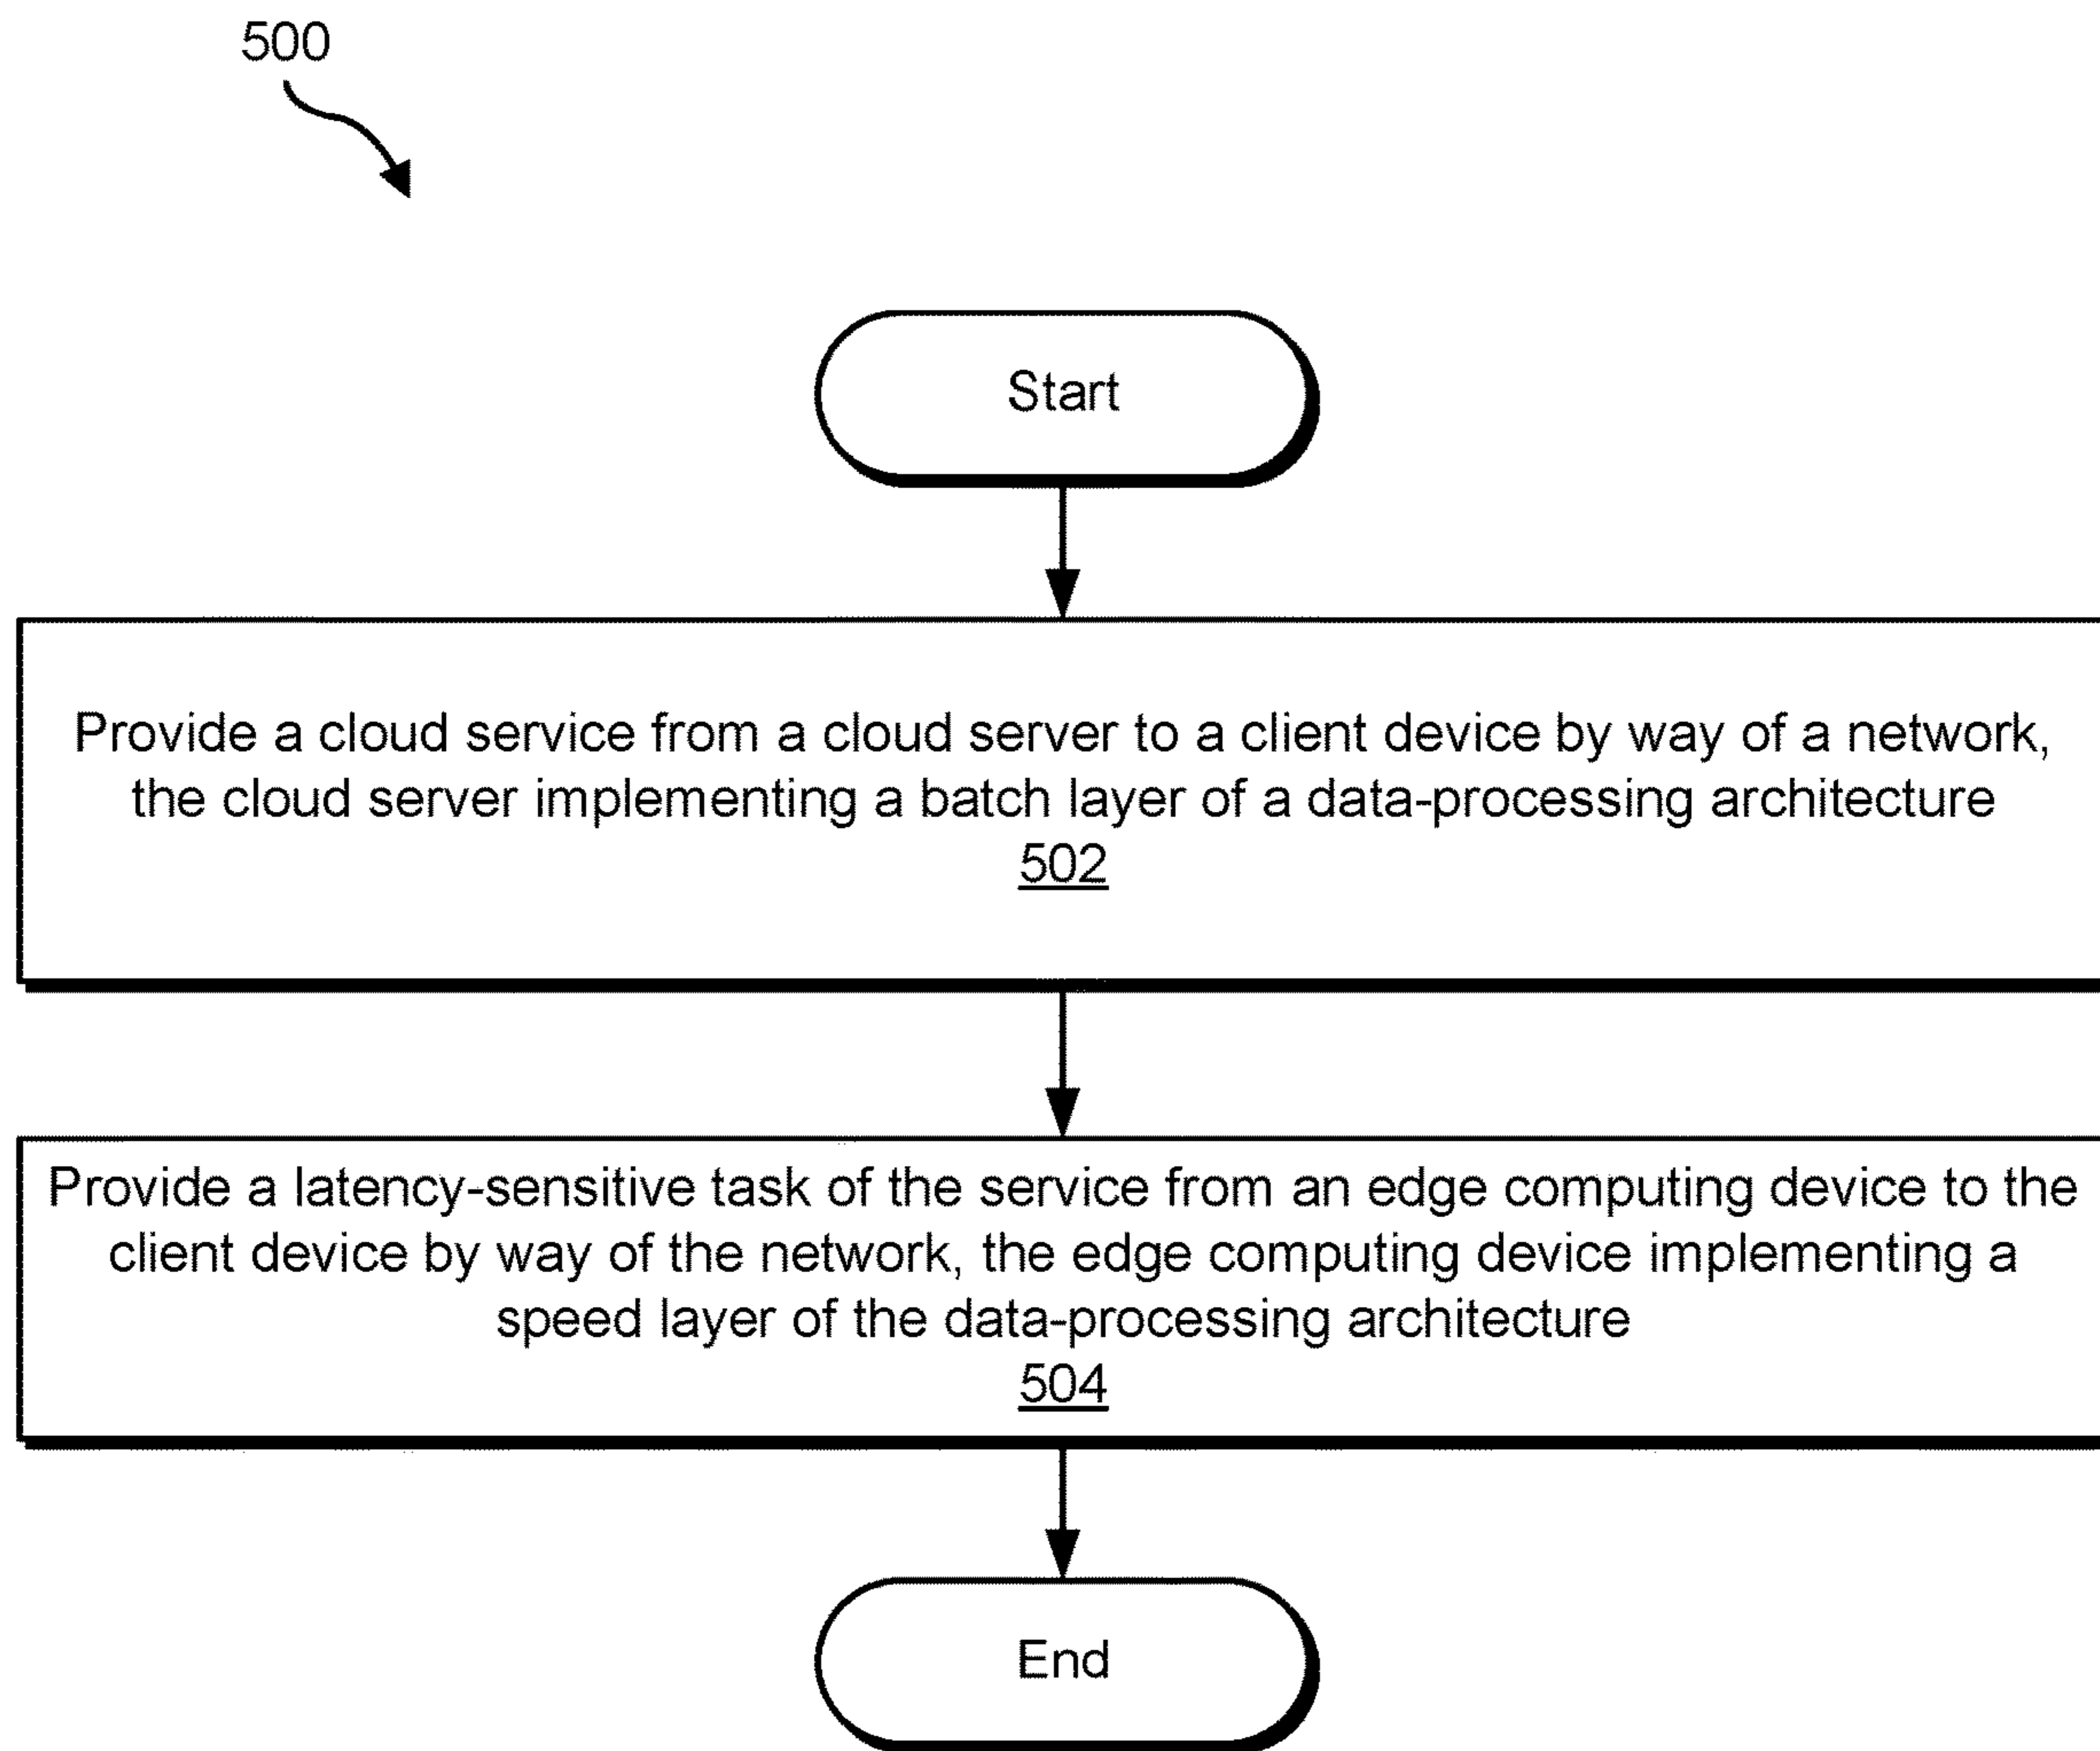 500
Start
Provide a cloud service from a cloud server to a client device by way of a network,
the cloud server implementing a batch layer of a data-processing architecture
502
Provide a latency-sensitive task of the service from an edge computing device to the
client device by way of the network, the edge computing device implementing a
speed layer of the data-processing architecture
504
End